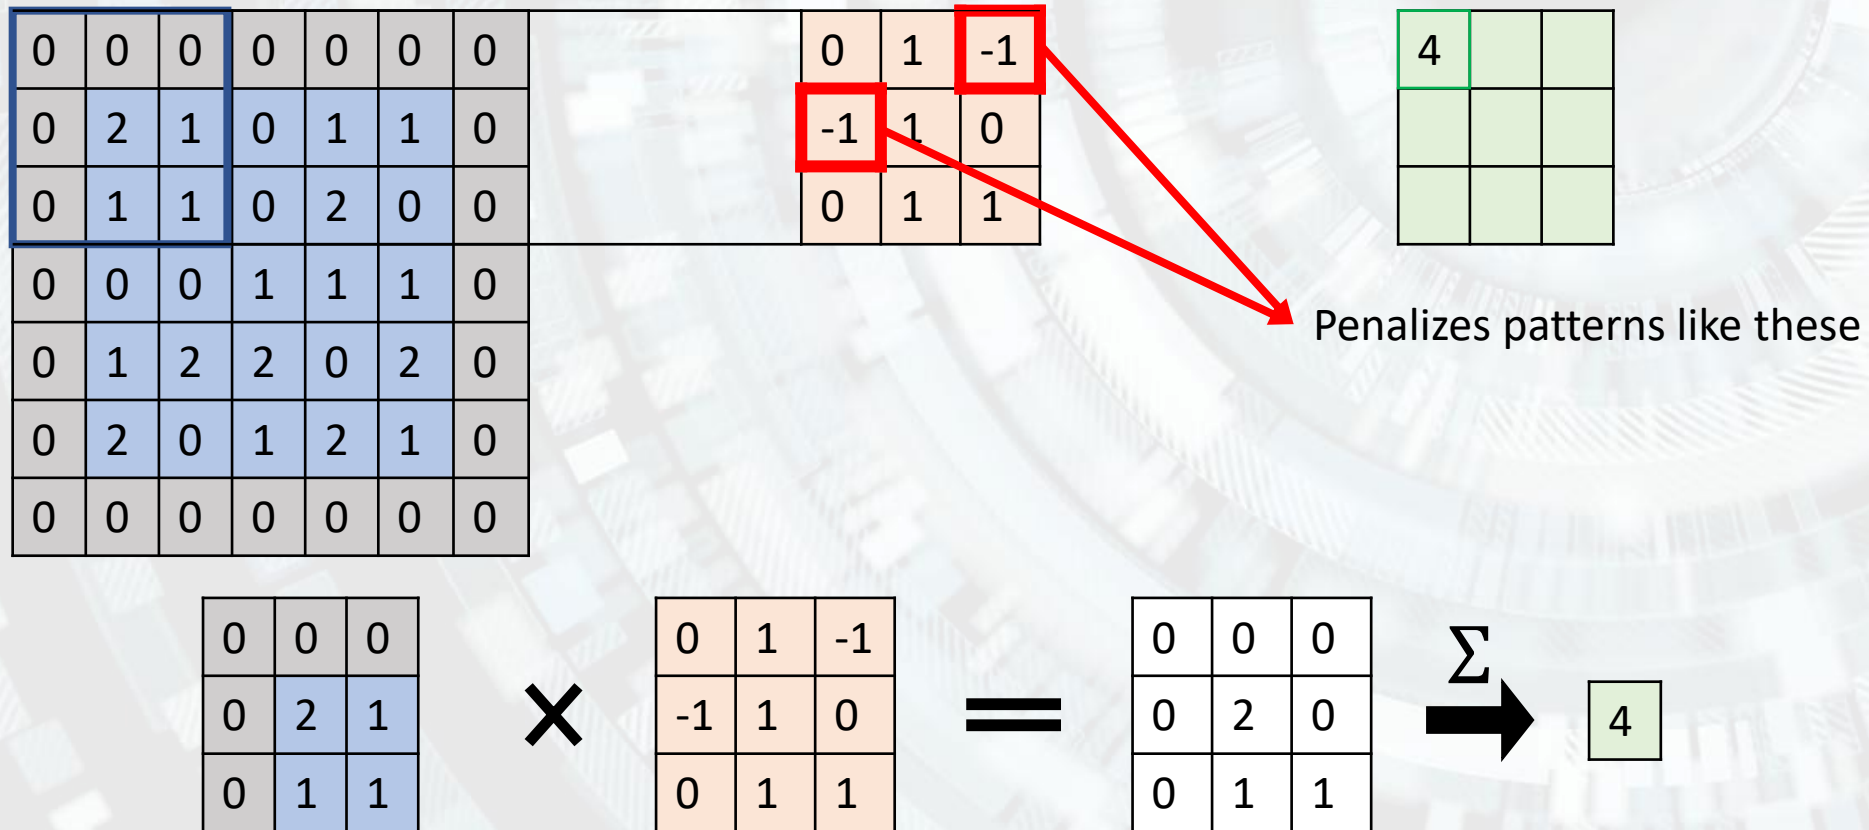 0 0 0 0 0 0 0 0 1 -1 4
0 2 1 0 1 1 0 -1 1 0
0 1 1 0 2 0 0 0 1 1
0 0 0 1 1 1 0
Penalizes patterns like these
0 1 2 2 0 2 0
0 2 0 1 2 1 0
0 0 0 0 0 0 0
0 0 0 0 1 -1 0 0 0 Σ
0 2 1 × -1 1 0 = 0 2 0 4
0 1 1 0 1 1 0 1 1